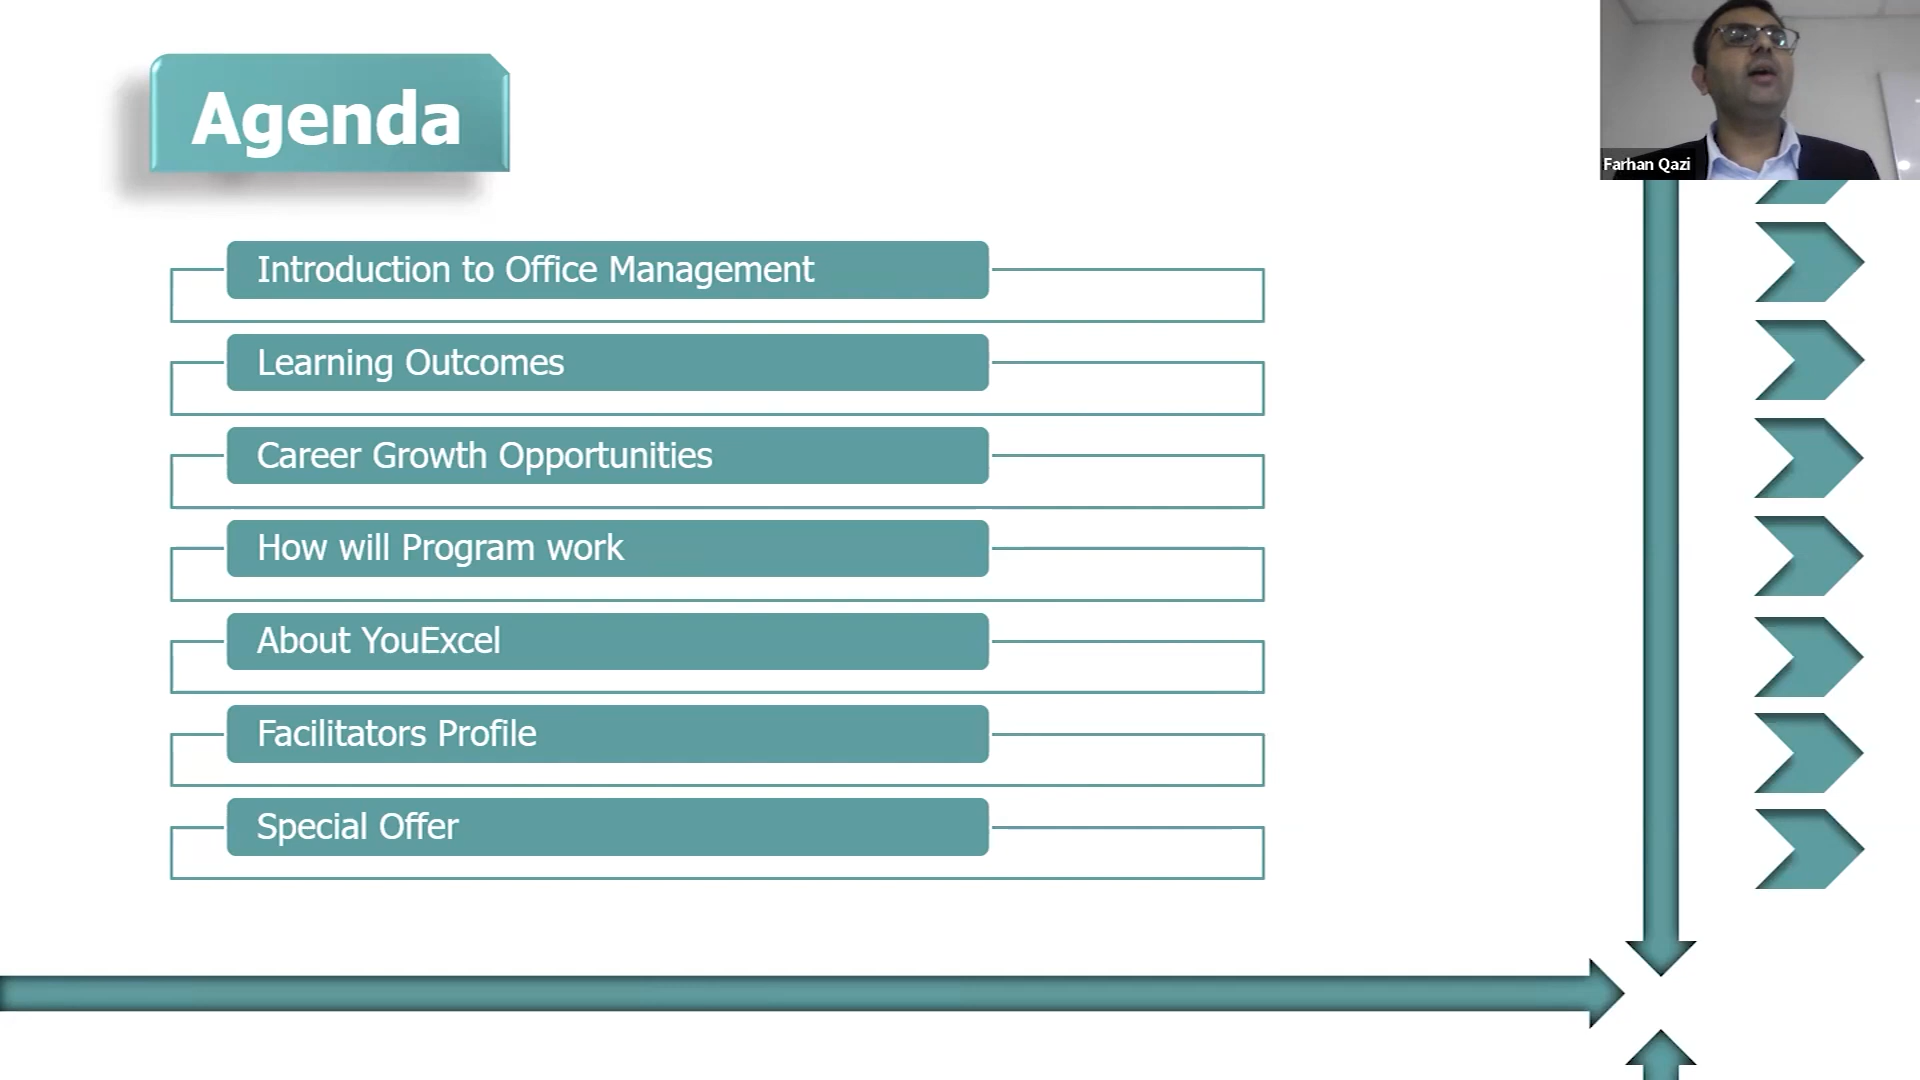 Agenda
Farhan Qazi
Introduction to Office Management
Learning Outcomes
Career Growth Opportunities
How will Program work
About YouExcel
Facilitators Profile
Special Offer